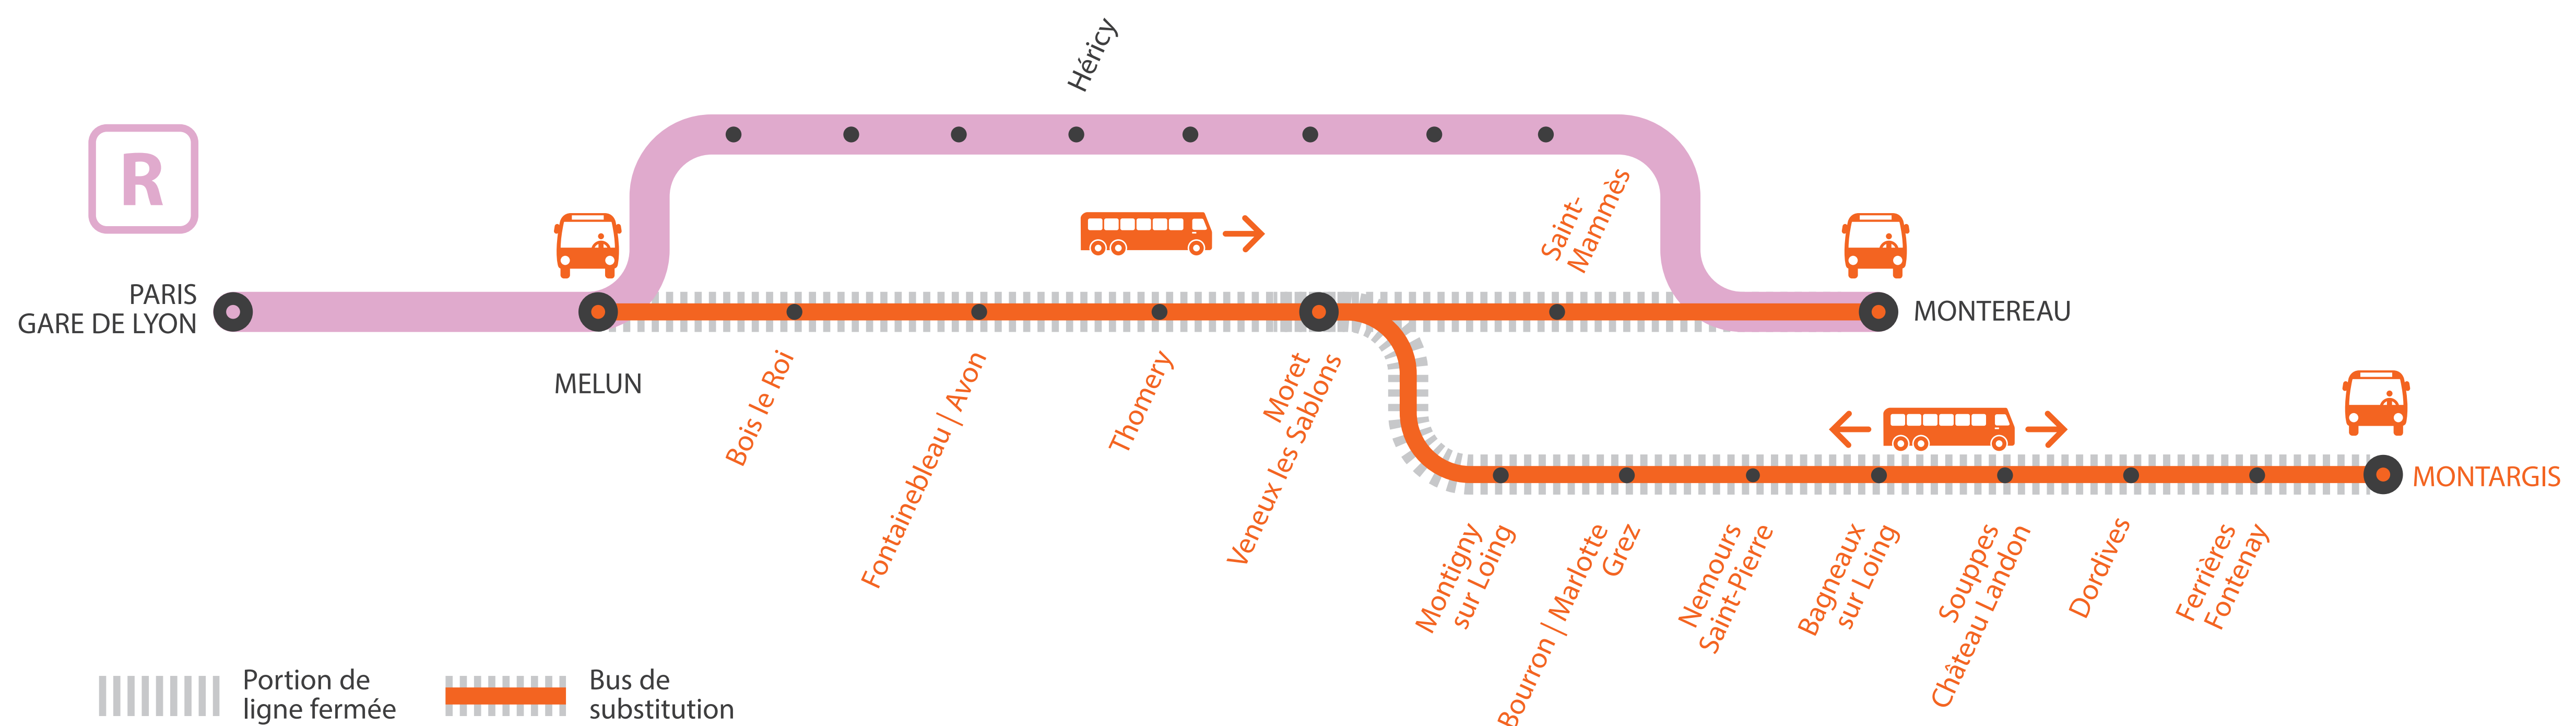 Héricy
R
PARIS
GARE DE LYON
MELUN
Saint-
Mammès
MONTEREAU
Bois le Roi
Fontainebleau | Avon
Thomery
Moret
Veneux les Sablons
MONTARGIS
Montigny
sur Loing
Bourron | Marlotte
Grez
Nemours
Saint-Pierre
Bagneaux
sur Loing
Souppes
Château Landon
Dordives
Ferrières
Fontenay
Portion de
ligne fermée
Bus de
substitution